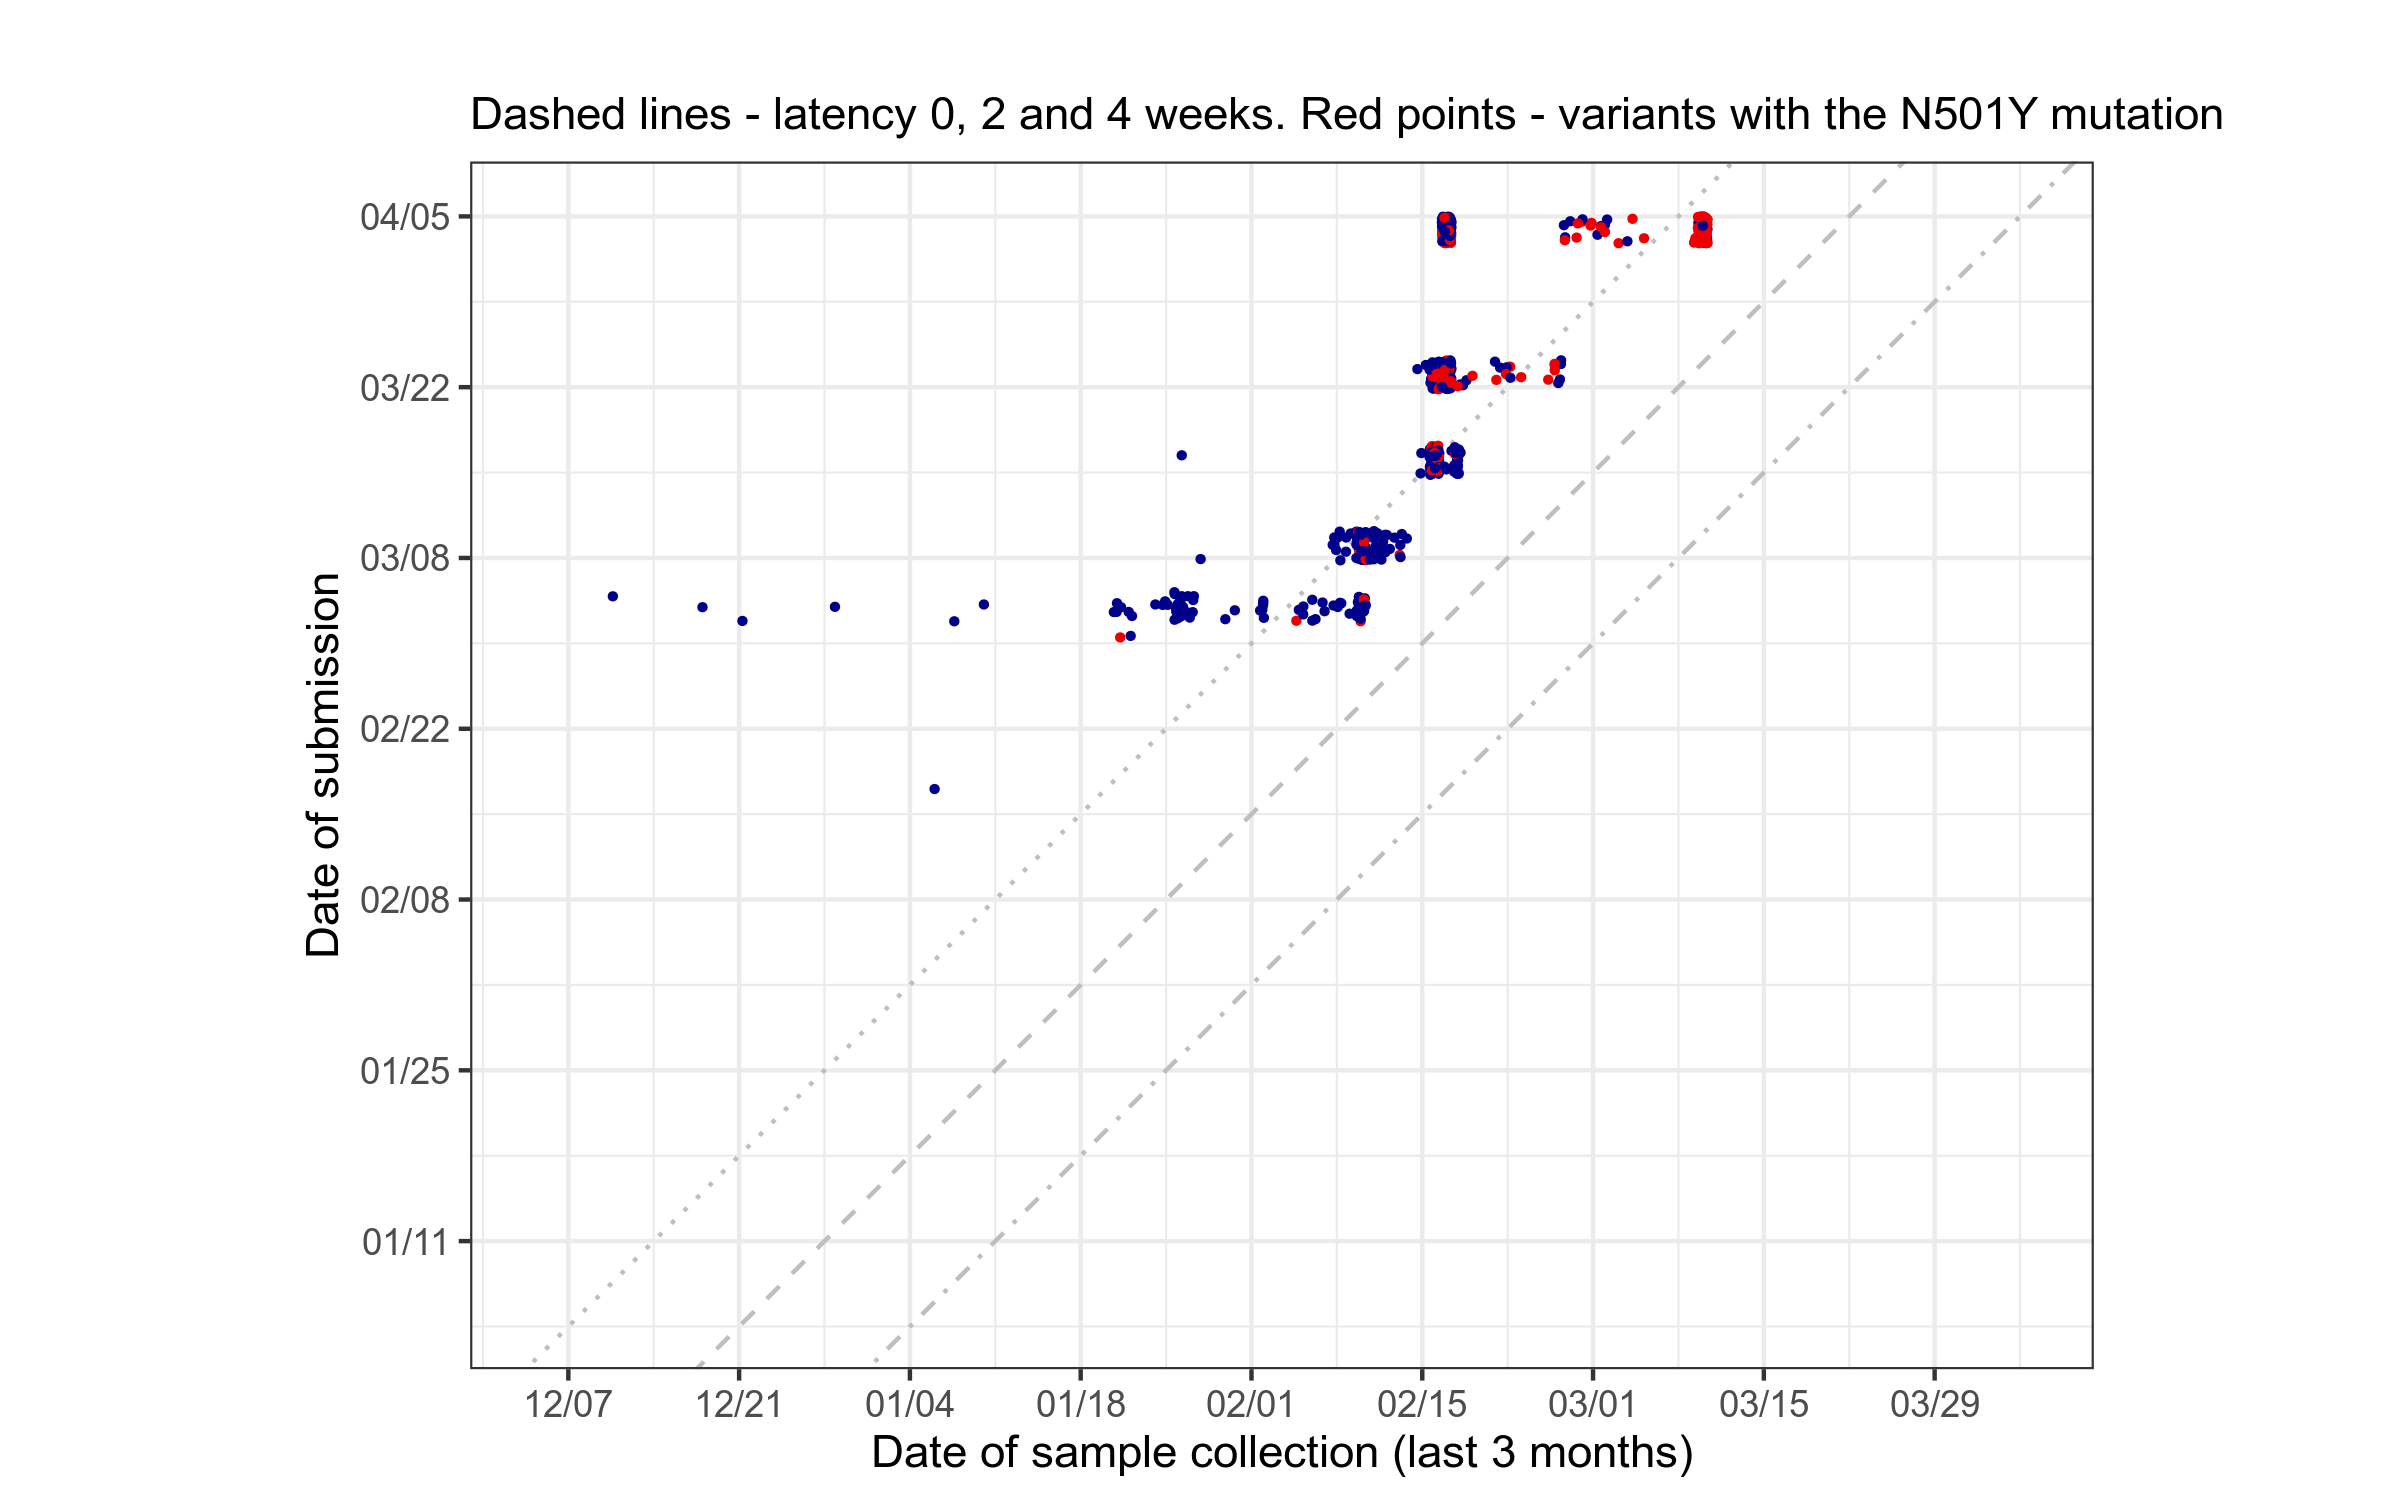 Dashed lines - latency 0, 2 and 4 weeks. Red points - variants with the N501Y mutation
04/05
03/22
03/08
02/22
02/08
01/25
01/11
Date of submission
12/07 12/21 01/04 01/18 02/01 02/15 03/01 03/15 03/29
Date of sample collection (last 3 months)